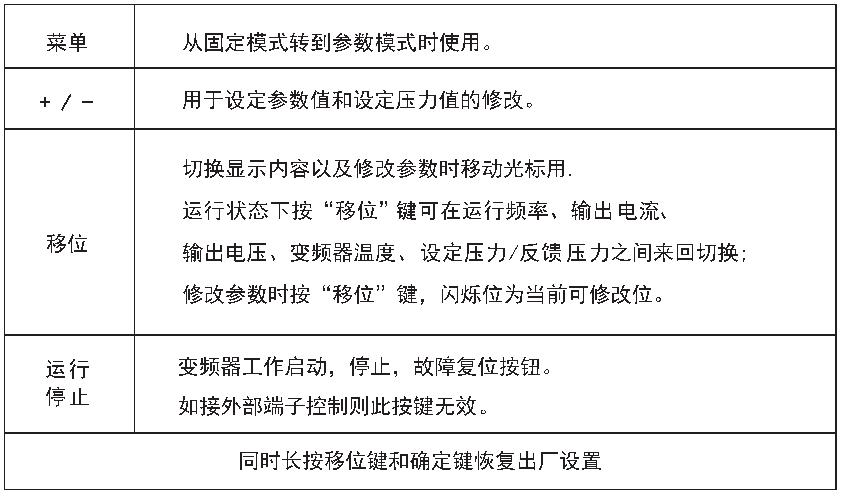 菜单
从固定模式转到参数模式时使用。
+ / -
用于设定参数值和设定压力值的修改。
移位
切换显示内容以及修改参数时移动光标用.
运行状态下按“移位”键可在运行频率、输出电流、
输出电压、变频器温度、设定压力/反馈压力之间来回切换;
修改参数时按“移位”键，闪烁位为当前可修改位。
运行
停止
变频器工作启动，停止，故障复位按钮。
如接外部端子控制则此按键无效。
同时长按移位键和确定键恢复出厂设置